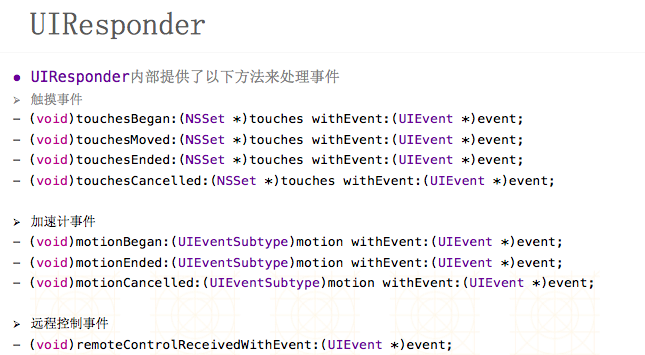 UIResponder
● UIResponder内部提供了以下方法来处理事件
➢ 触摸事件
– (void)touchesBegan:(NSSet *)touches withEvent:(UIEvent *)event;
– (void)touchesMoved:(NSSet *)touches withEvent:(UIEvent *)event;
– (void)touchesEnded:(NSSet *)touches withEvent:(UIEvent *)event;
– (void)touchesCancelled:(NSSet *)touches withEvent:(UIEvent *)event;
➢ 加速计事件
– (void)motionBegan:(UIEventSubtype)motion withEvent:(UIEvent *)event;
– (void)motionEnded:(UIEventSubtype)motion withEvent:(UIEvent *)event;
– (void)motionCancelled:(UIEventSubtype)motion withEvent:(UIEvent *)event;
➢ 远程控制事件
– (void)remoteControlReceivedWithEvent:(UIEvent *)event;